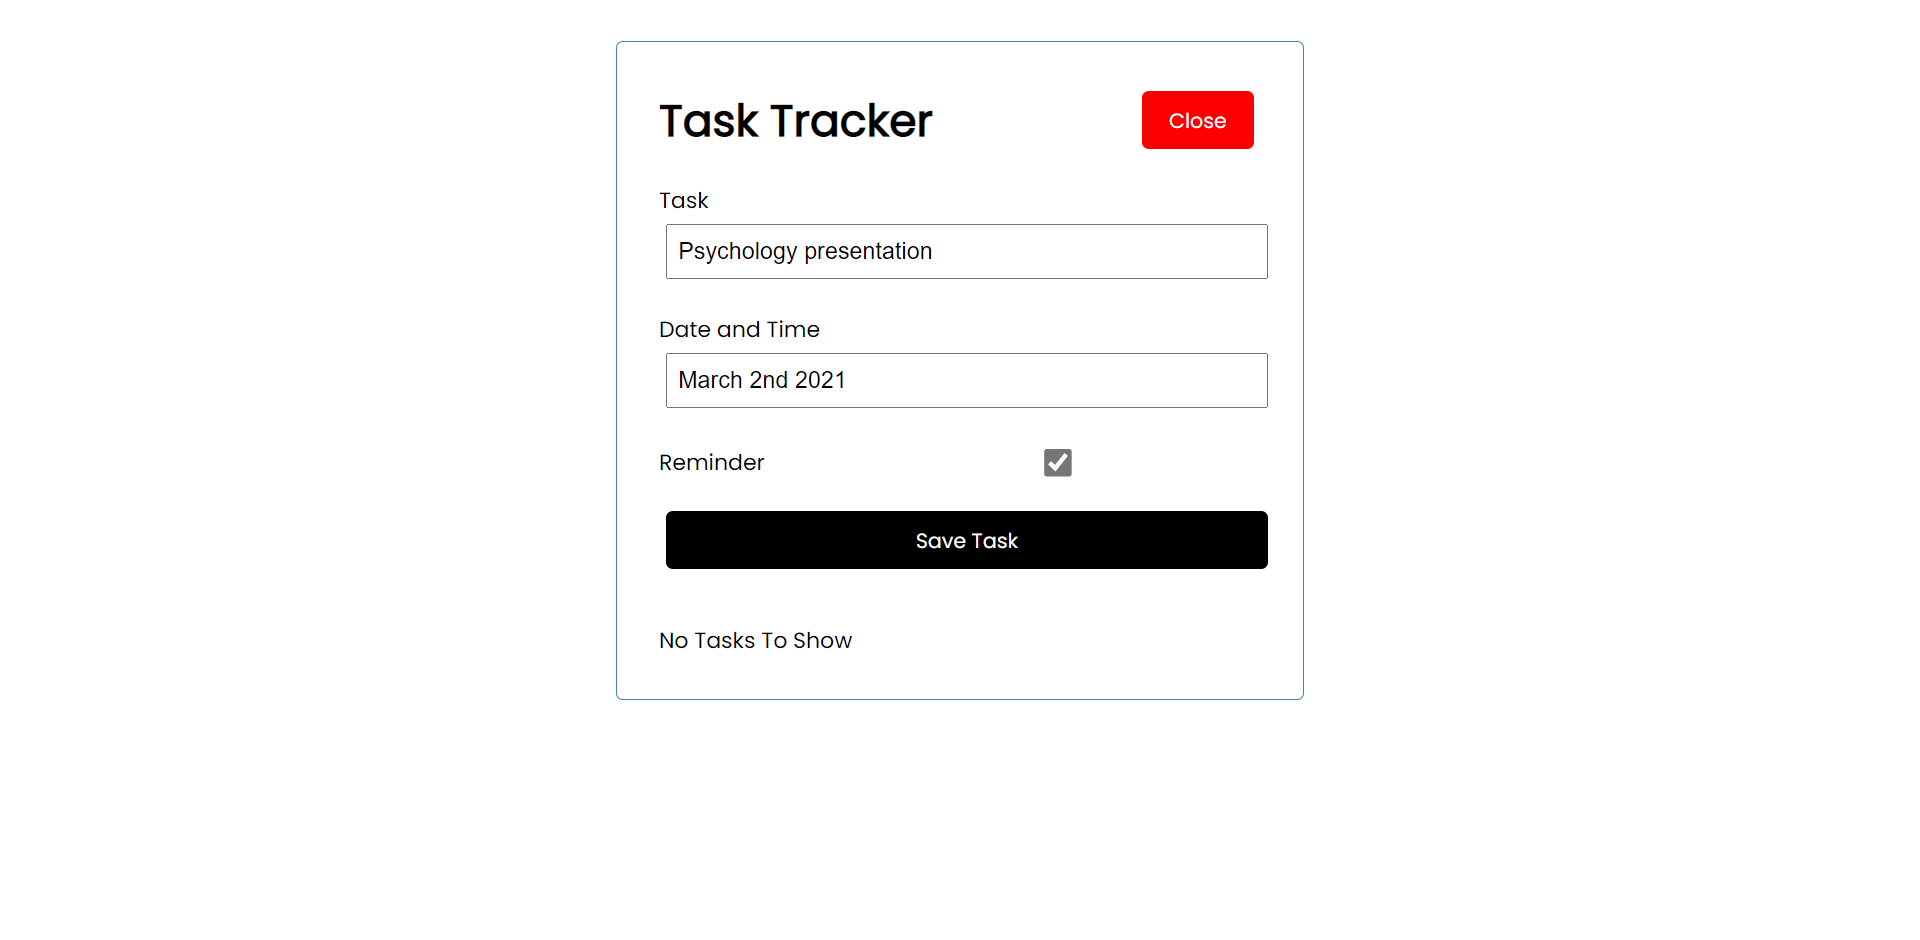 Task Tracker
Close
Task
Psychology presentation
Date and Time
March 2nd 2021
Reminder
Save Task
No Tasks To Show